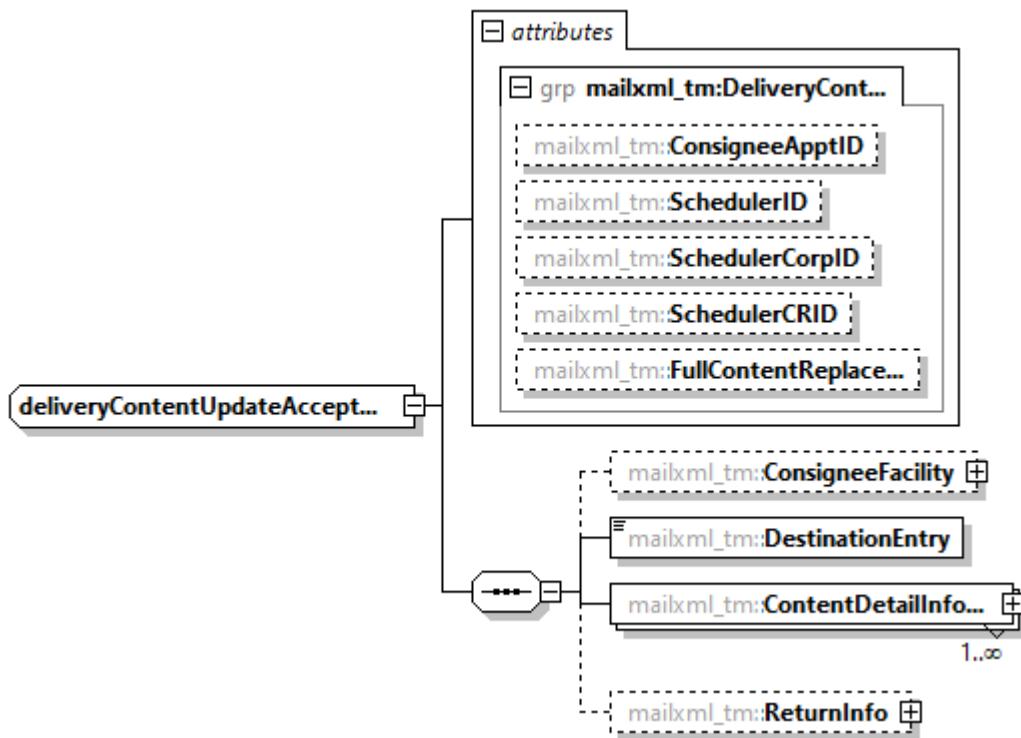 attributes
grp mailxml_tm:DeliveryCont...
mailxml_tm:ConsigneeApptID
mailxml_tm:SchedulerID
mailxml_tm:SchedulerCorpID
mailxml_tm:SchedulerCRID
mailxml_tm:FullContentReplace...
deliveryContentUpdateAccept...
mailxml_tm:ConsigneeFacility
mailxml_tm:DestinationEntry
mailxml_tm:ContentDetailInfo...
1..∞
mailxml_tm:ReturnInfo